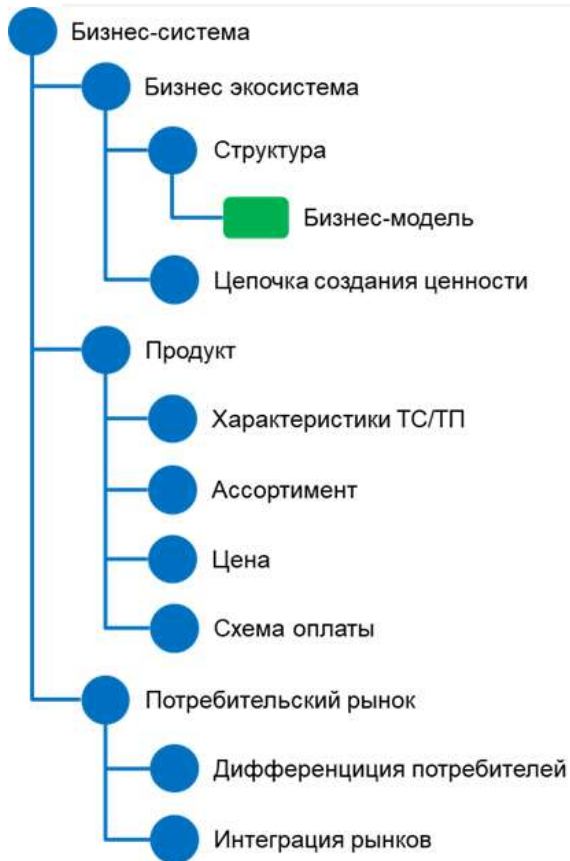 Бизнес-система
Бизнес экосистема
Структура
Бизнес-модель
Цепочка создания ценности
Продукт
Характеристики ТС/ТП
Ассортимент
Цена
Схема оплаты
Потребительский рынок
Дифференциция потребителей
Интеграция рынков